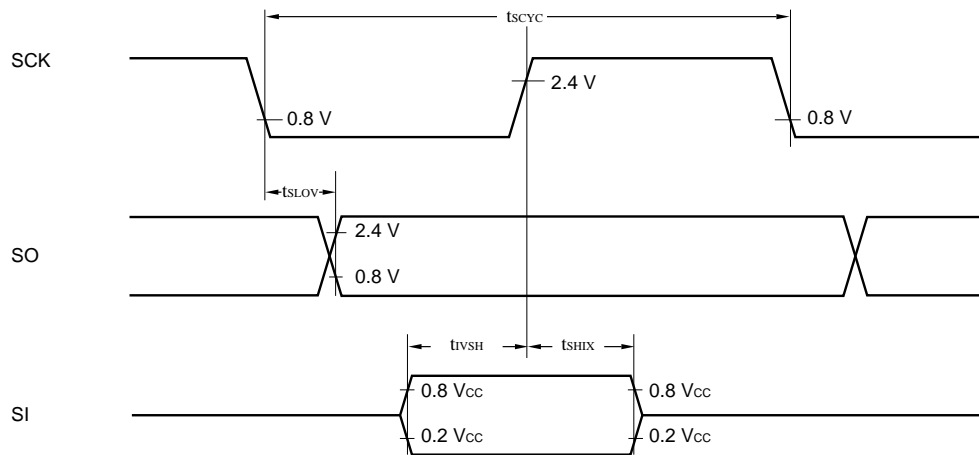 tSCYC
SCK
2.4 V
0.8 V
0.8 V
tSLOV
2.4 V
SO
0.8 V
tIVSH
tSHIX
0.8 VCC
0.8 VCC
SI
0.2 VCC
0.2 VCC